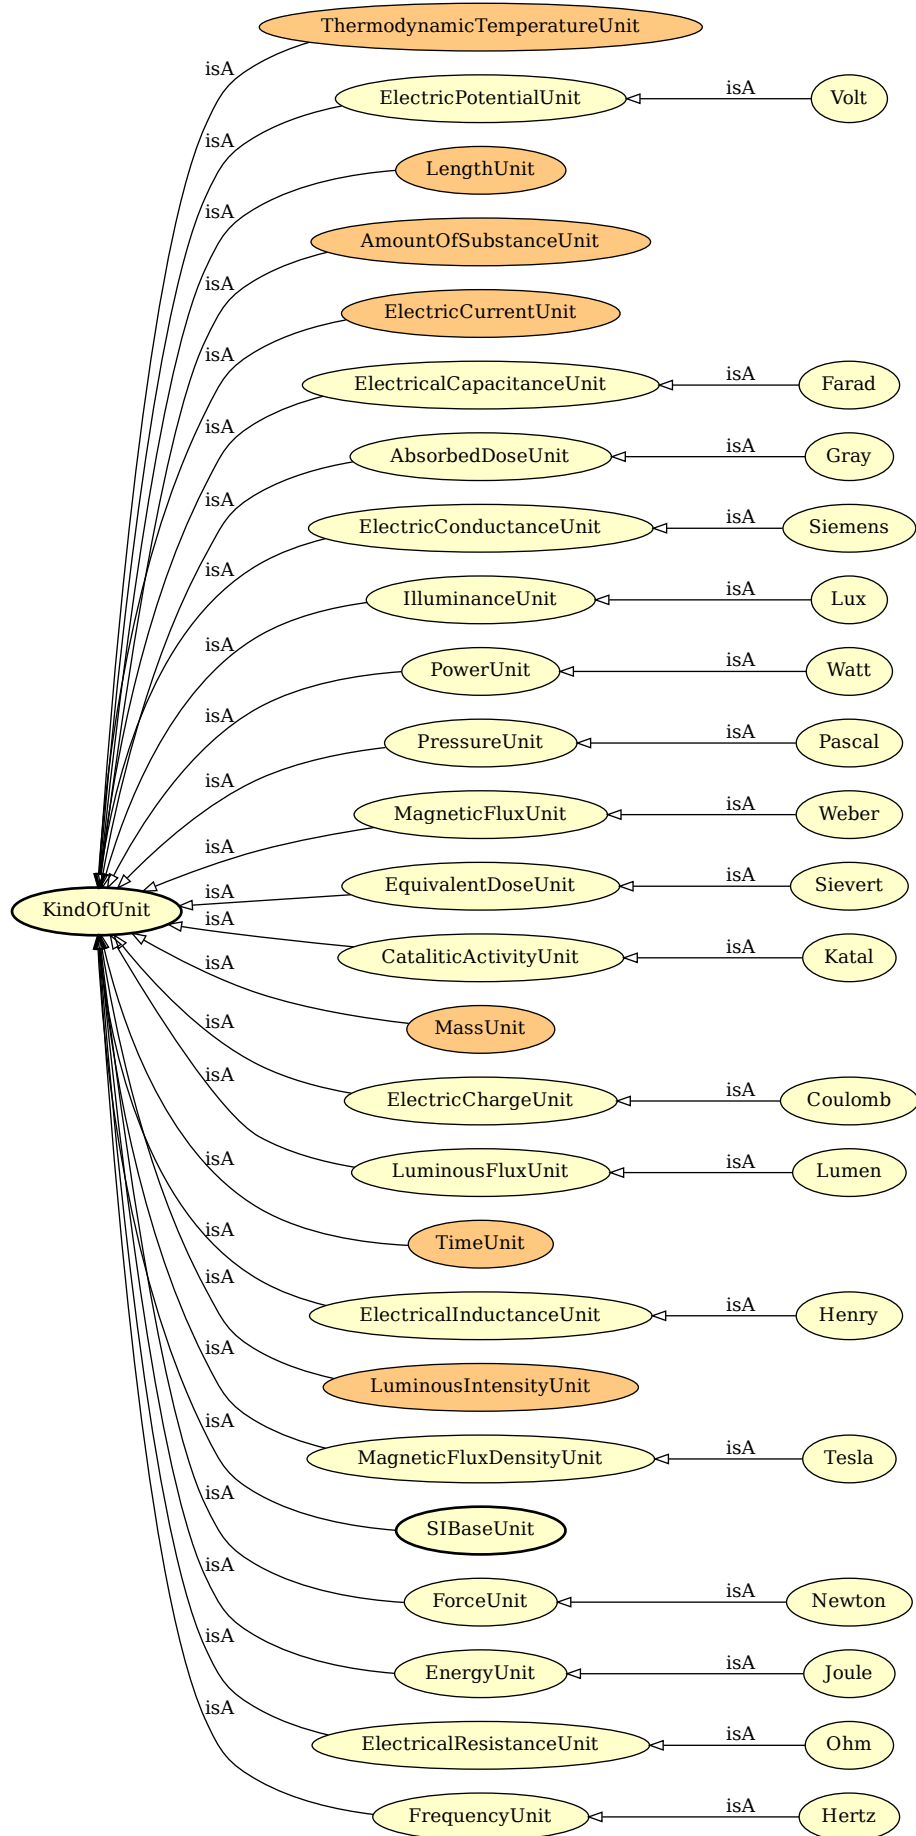 ThermodynamicTemperatureUnit
isA
ElectricPotentialUnit
isA
Volt
isA
LengthUnit
isA
AmountOfSubstanceUnit
isA
ElectricCurrentUnit
isA
ElectricalCapacitanceUnit
isA
Farad
isA
AbsorbedDoseUnit
isA
Gray
isA
ElectricConductanceUnit
isA
Siemens
isA
IlluminanceUnit
isA
Lux
isA
PowerUnit
isA
Watt
isA
PressureUnit
isA
Pascal
isA
MagneticFluxUnit
isA
Weber
isA
EquivalentDoseUnit
isA
Sievert
isA
KindOfUnit
isA
CataliticActivityUnit
isA
Katal
isA
MassUnit
isA
ElectricChargeUnit
isA
Coulomb
isA
LuminousFluxUnit
isA
Lumen
isA
TimeUnit
isA
ElectricalInductanceUnit
isA
Henry
isA
LuminousIntensityUnit
isA
MagneticFluxDensityUnit
isA
Tesla
isA
SIBaseUnit
isA
ForceUnit
isA
Newton
isA
EnergyUnit
isA
Joule
isA
ElectricalResistanceUnit
isA
Ohm
isA
FrequencyUnit
isA
Hertz